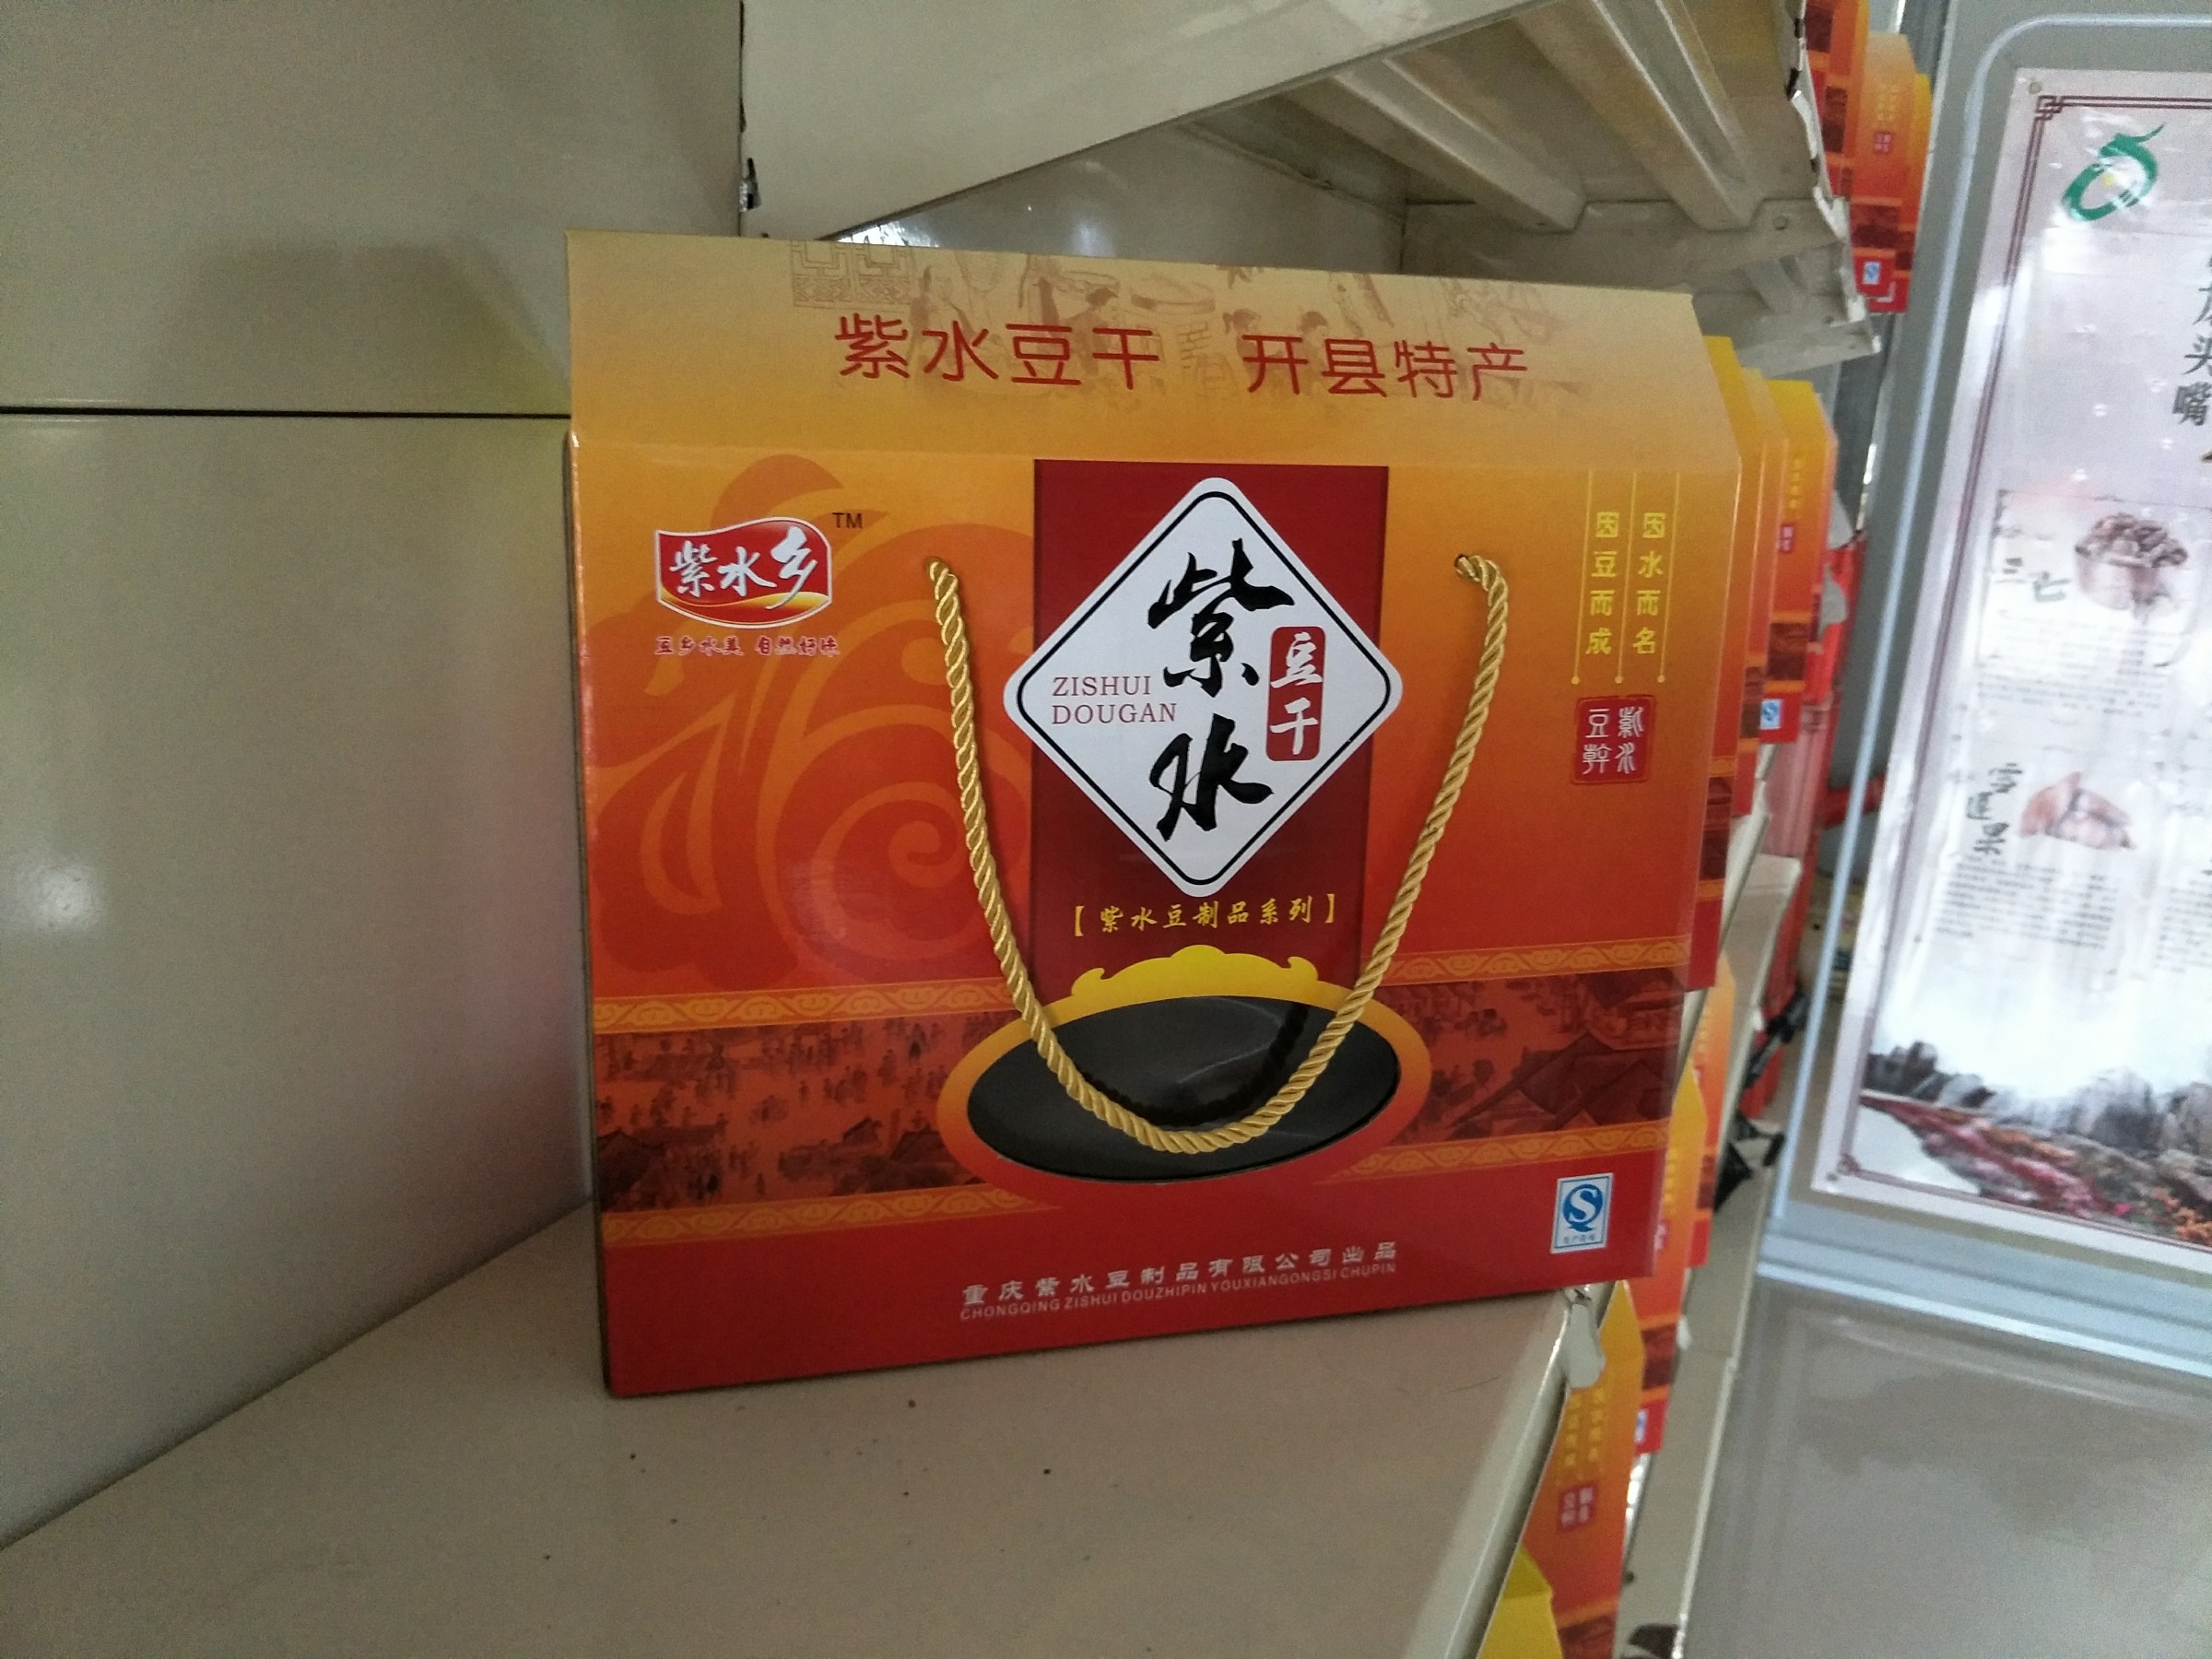 紫水豆干 开县特产
紫水乡
TM
豆乡水美 自然好味
紫水
豆干
ZISHUI
DOUGAN
因水而名
因豆而成
紫水
豆幹
【紫水豆制品系列】
重庆紫水豆制品有限公司出品
CHONGQING ZISHUI DOUZHIPIN YOUXIANGONGSI CHUPIN
三七